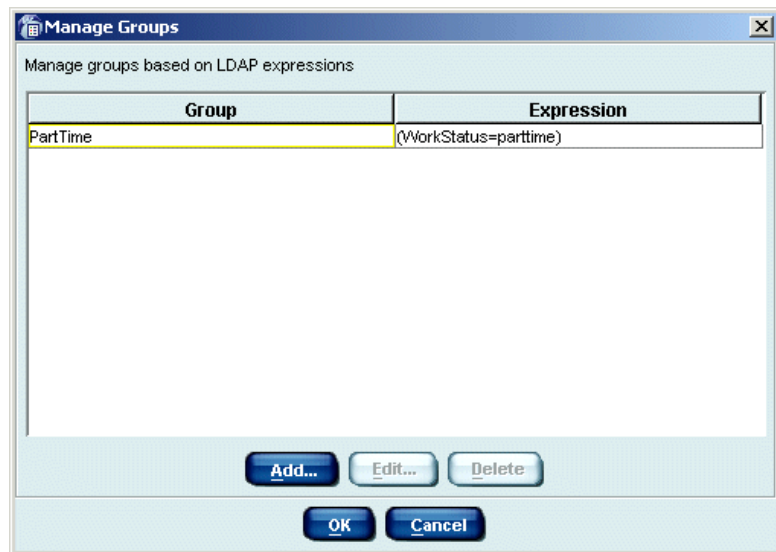 Manage Groups
Manage groups based on LDAP expressions
Group Expression
PartTime (WorkStatus=parttime)
Add... Edit... Delete
OK Cancel